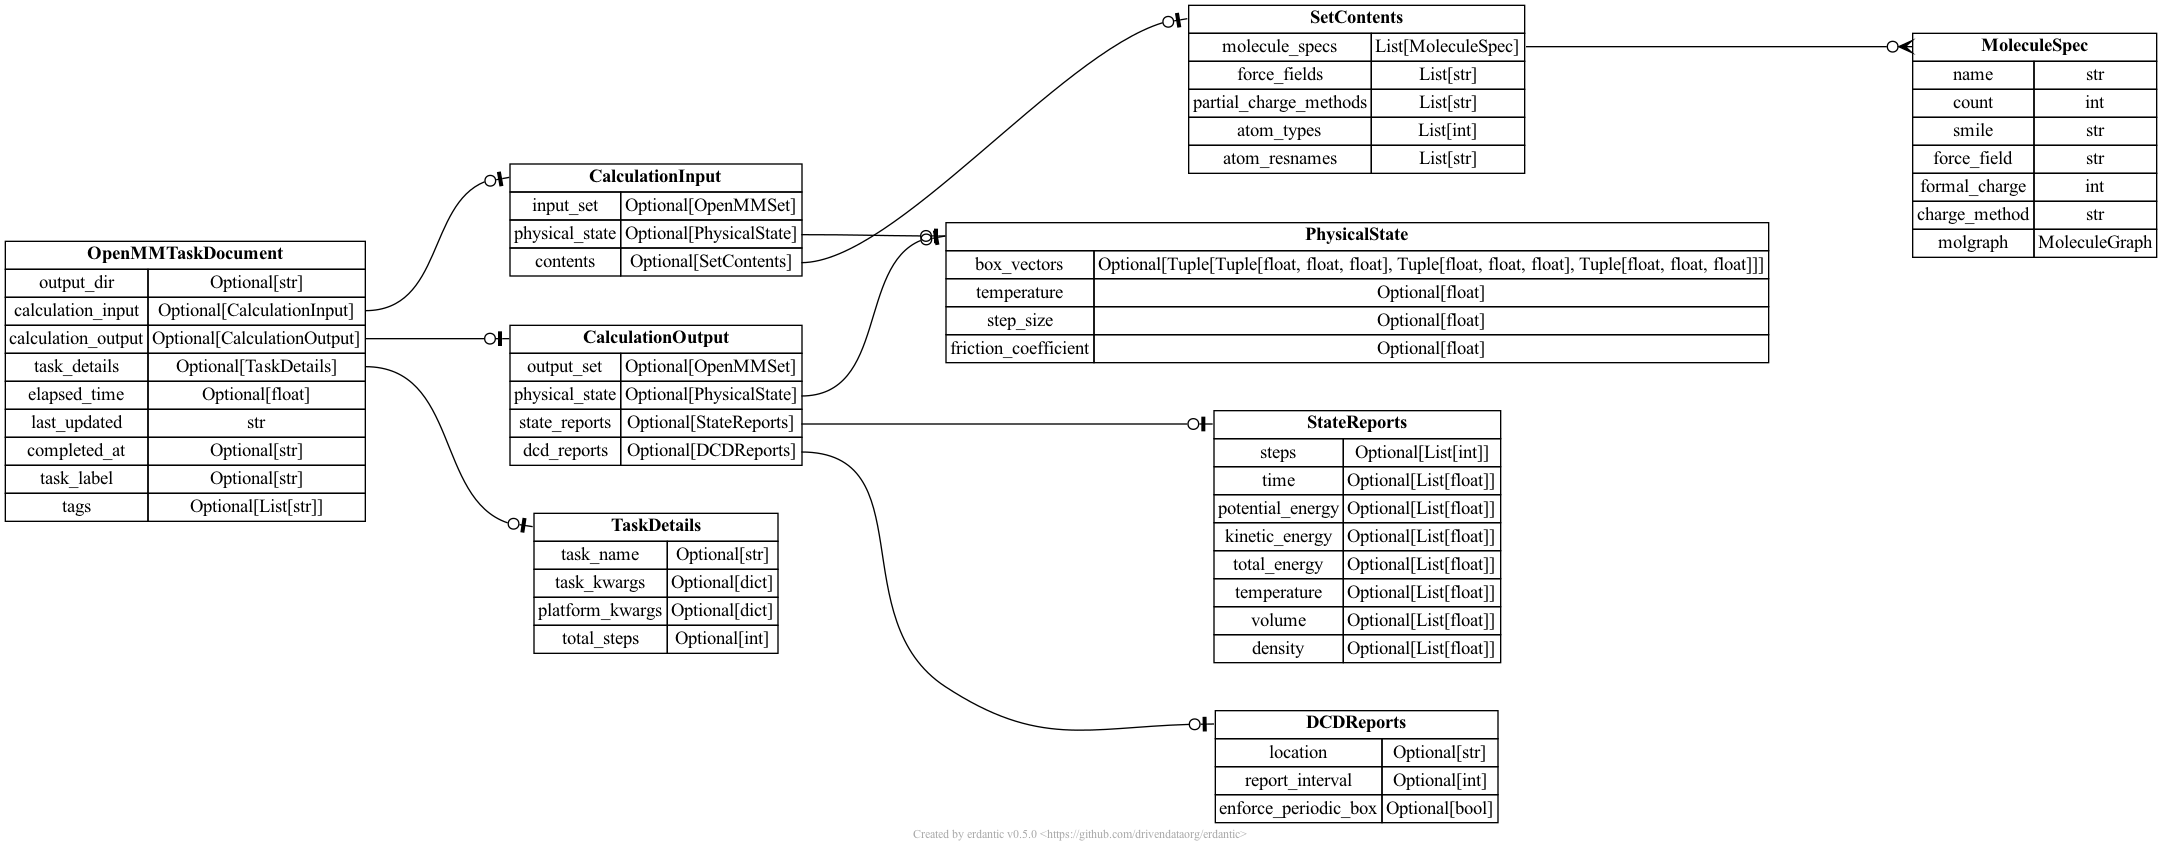 OpenMMTaskDocument
output_dir Optional[str]
calculation_input Optional[CalculationInput]
calculation_output Optional[CalculationOutput]
task_details Optional[TaskDetails]
elapsed_time Optional[float]
last_updated str
completed_at Optional[str]
task_label Optional[str]
tags Optional[List[str]]
CalculationInput
input_set Optional[OpenMMSet]
physical_state Optional[PhysicalState]
contents Optional[SetContents]
CalculationOutput
output_set Optional[OpenMMSet]
physical_state Optional[PhysicalState]
state_reports Optional[StateReports]
dcd_reports Optional[DCDReports]
TaskDetails
task_name Optional[str]
task_kwargs Optional[dict]
platform_kwargs Optional[dict]
total_steps Optional[int]
SetContents
molecule_specs List[MoleculeSpec]
force_fields List[str]
partial_charge_methods List[str]
atom_types List[int]
atom_resnames List[str]
PhysicalState
box_vectors Optional[Tuple[Tuple[float, float, float], Tuple[float, float, float], Tuple[float, float, float]]]
temperature Optional[float]
step_size Optional[float]
friction_coefficient Optional[float]
StateReports
steps Optional[List[int]]
time Optional[List[float]]
potential_energy Optional[List[float]]
kinetic_energy Optional[List[float]]
total_energy Optional[List[float]]
temperature Optional[List[float]]
volume Optional[List[float]]
density Optional[List[float]]
DCDReports
location Optional[str]
report_interval Optional[int]
enforce_periodic_box Optional[bool]
MoleculeSpec
name str
count int
smile str
force_field str
formal_charge int
charge_method str
molgraph MoleculeGraph
Created by erdantic v0.5.0 <https://github.com/drivendataorg/erdantic>